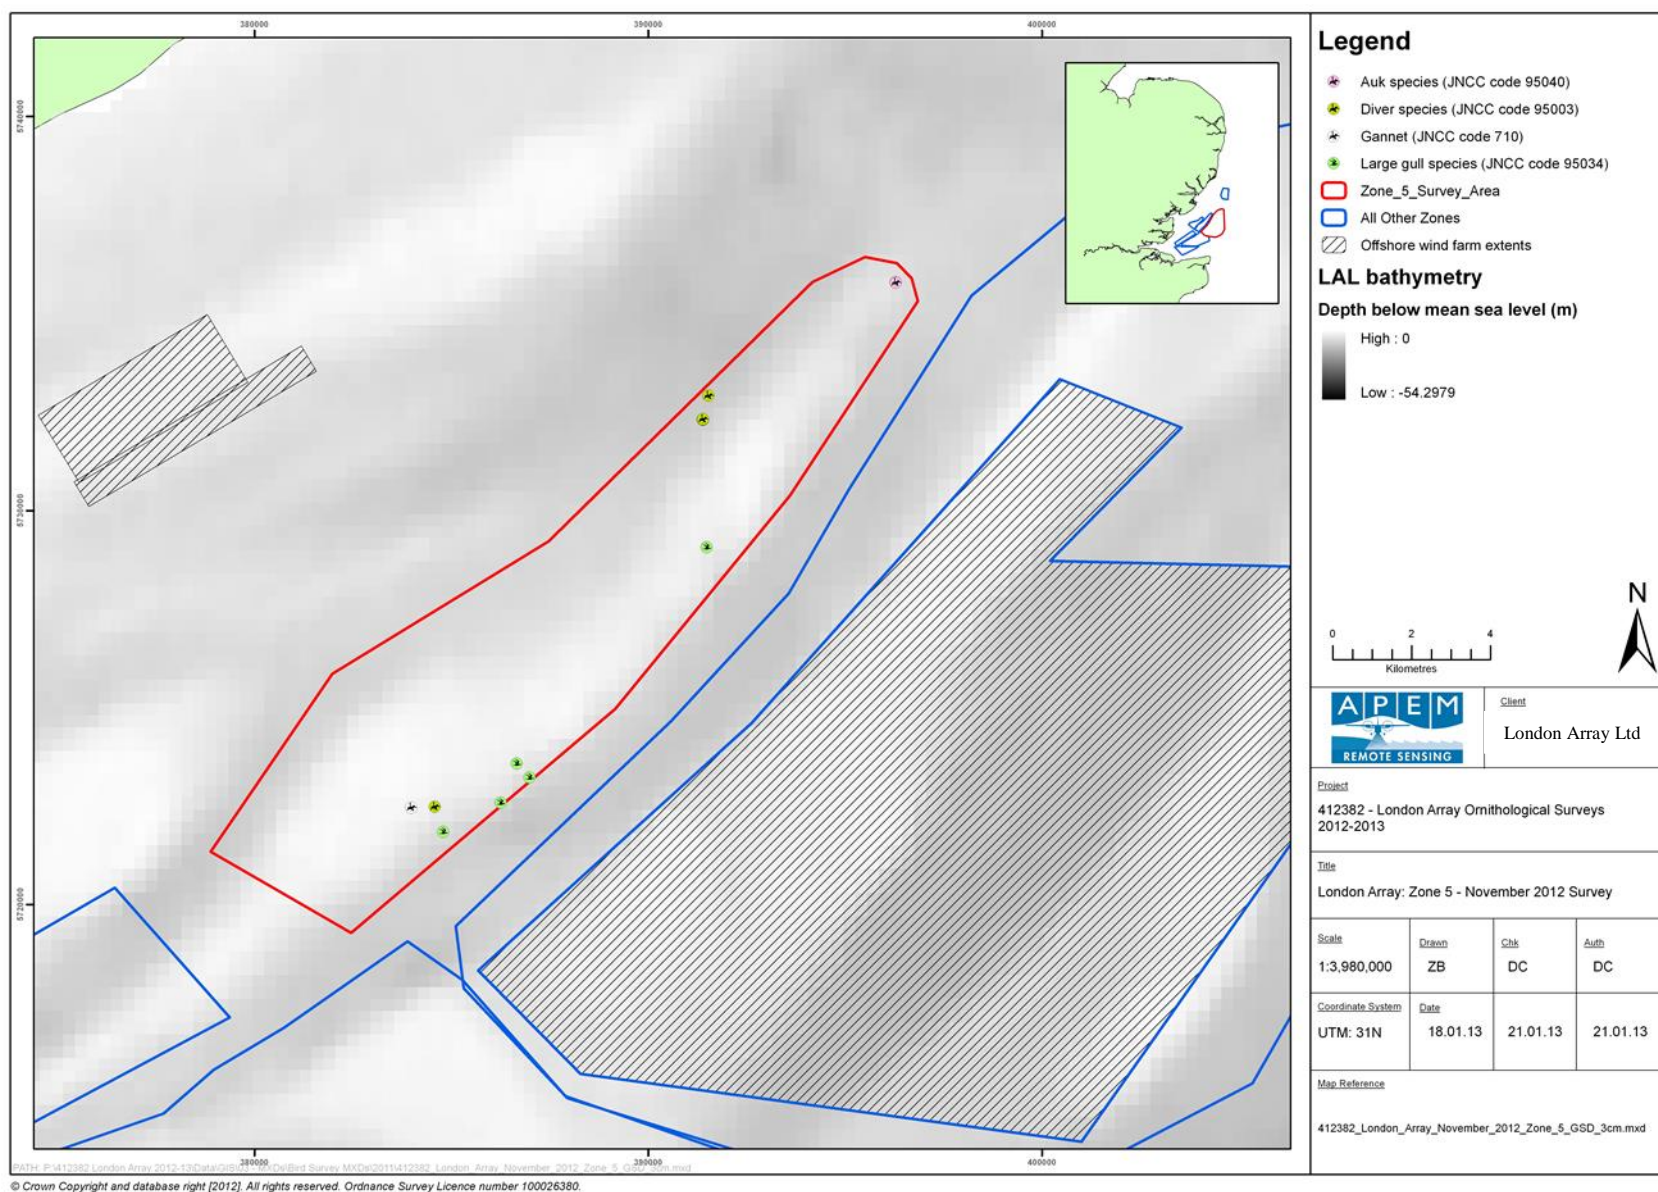 380000 390000 400000
5740000
5730000
5720000
380000 390000 400000
Legend
Auk species (JNCC code 95040)
Diver species (JNCC code 95003)
Gannet (JNCC code 710)
Large gull species (JNCC code 95034)
Zone_5_Survey_Area
All Other Zones
Offshore wind farm extents
LAL bathymetry
Depth below mean sea level (m)
High : 0
Low : -54.2979
N
0 2 4
Kilometres
APEM
REMOTE SENSING
Client
London Array Ltd
Project
412382 - London Array Ornithological Surveys
2012-2013
Title
London Array: Zone 5 - November 2012 Survey
Scale Drawn Chk Auth
1:3,980,000 ZB DC DC
Coordinate System Date
UTM: 31N 18.01.13 21.01.13 21.01.13
Map Reference
412382_London_Array_November_2012_Zone_5_GSD_3cm.mxd
© Crown Copyright and database right [2012]. All rights reserved. Ordnance Survey Licence number 100026380.